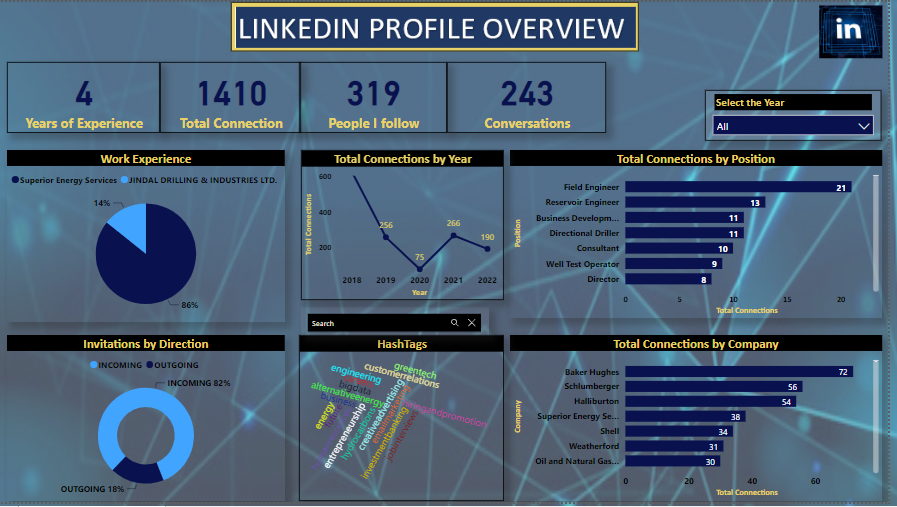 LINKEDIN PROFILE OVERVIEW
in
4
Years of Experience
1410
Total Connection
319
People I follow
243
Conversations
Select the Year
All
Work Experience
Superior Energy Services JINDAL DRILLING & INDUSTRIES LTD.
14%
86%
Total Connections by Year
Total Connections
600
400
200
256
75
266
190
2018 2019 2020 2021 2022
Year
Total Connections by Position
Position
Field Engineer 21
Reservoir Engineer 13
Business Developm... 11
Directional Driller 11
Consultant 10
Well Test Operator 9
Director 8
0 5 10 15 20
Total Connections
Search
Invitations by Direction
INCOMING OUTGOING
INCOMING 82%
OUTGOING 18%
HashTags
greentech
customerrelations
engineering
bigdata
alternativeenergy
energy
entrepreneurship
hydrocarbons
creativeadvertising
investmentbanking
Total Connections by Company
Company
Baker Hughes 72
Schlumberger 56
Halliburton 54
Superior Energy Se... 38
Shell 34
Weatherford 31
Oil and Natural Gas... 30
0 20 40 60
Total Connections